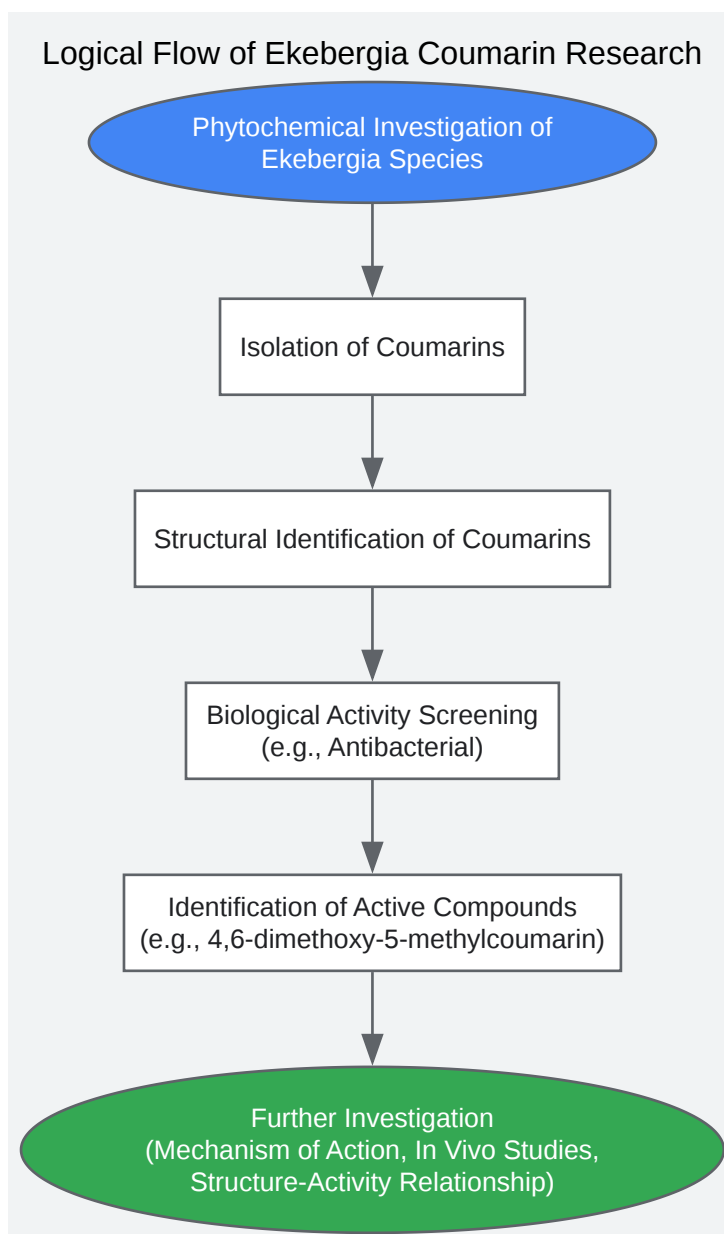 Logical Flow of Ekebergia Coumarin Research
Phytochemical Investigation of
Ekebergia Species
Isolation of Coumarins
Structural Identification of Coumarins
Biological Activity Screening
(e.g., Antibacterial)
Identification of Active Compounds
(e.g., 4,6-dimethoxy-5-methylcoumarin)
Further Investigation
(Mechanism of Action, In Vivo Studies,
Structure-Activity Relationship)